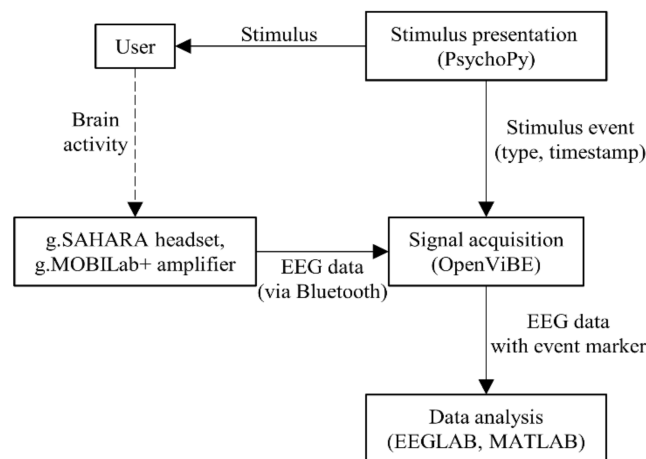 User
Stimulus
Stimulus presentation
(PsychoPy)
Brain
activity
Stimulus event
(type, timestamp)
g.SAHARA headset,
g.MOBILab+ amplifier
EEG data
(via Bluetooth)
Signal acquisition
(OpenViBE)
EEG data
with event marker
Data analysis
(EEGLAB, MATLAB)